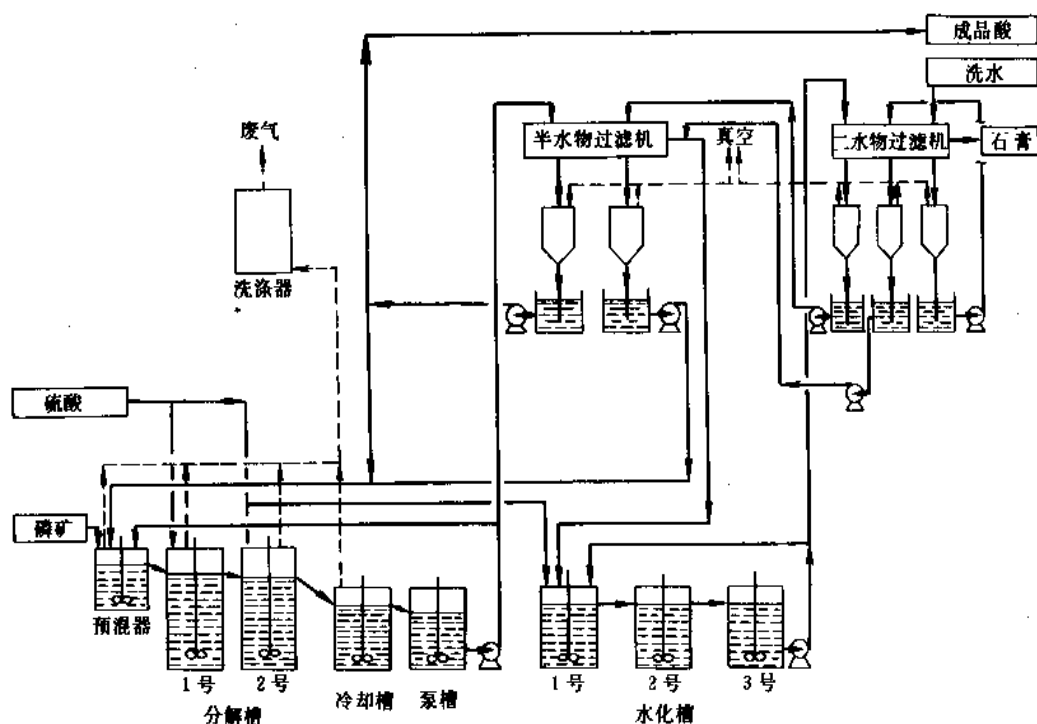 成品酸
洗水
废气
半水物过滤机
真空
二水物过滤机
石膏
洗涤器
硫酸
磷矿
预混器
1号
2号
冷却槽
泵槽
分解槽
1号
2号
3号
水化槽